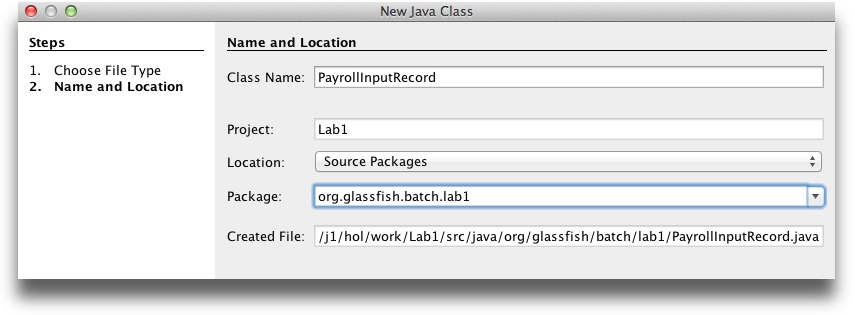 New Java Class
Steps
1. Choose File Type
2. Name and Location
Name and Location
Class Name: PayrollInputRecord
Project: Lab1
Location: Source Packages
Package: org.glassfish.batch.lab1
Created File: /j1/hol/work/Lab1/src/java/org/glassfish/batch/lab1/PayrollInputRecord.java